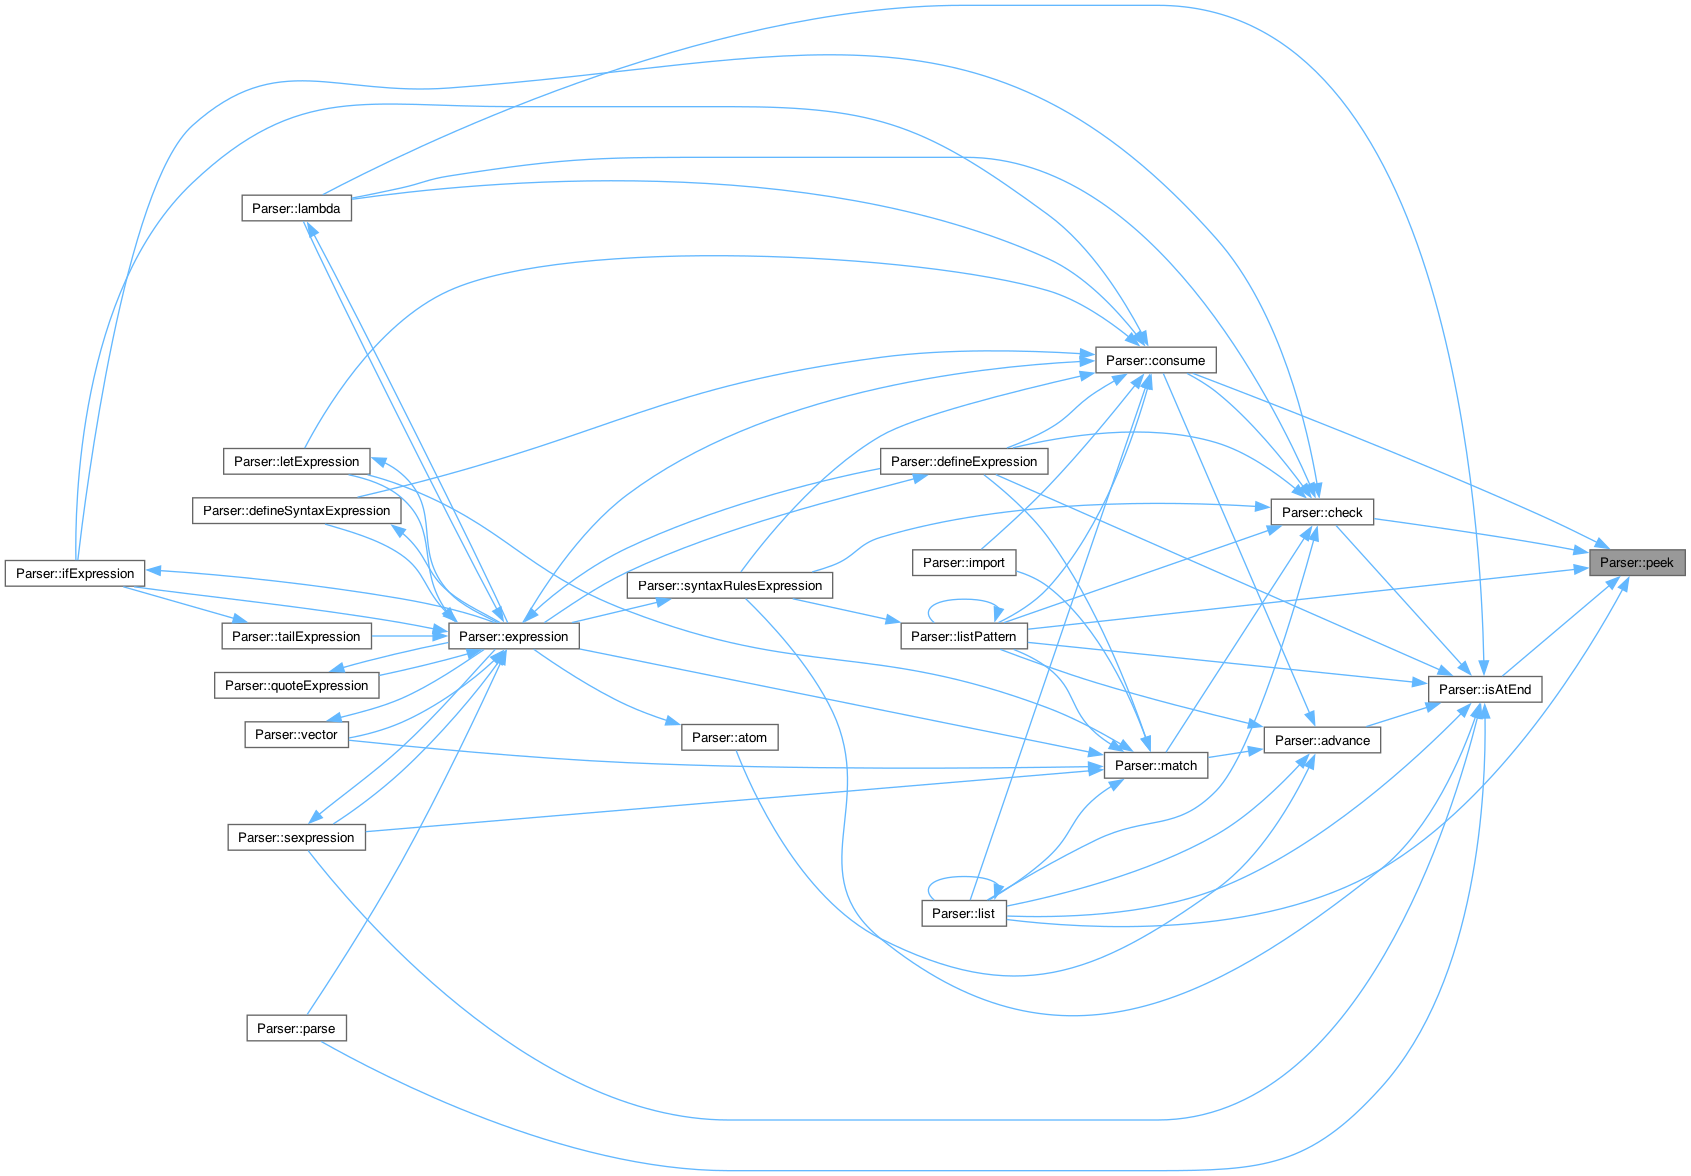 Parser::lambda
Parser::consume
Parser::letExpression
Parser::defineExpression
Parser::defineSyntaxExpression
Parser::check
Parser::import
Parser::peek
Parser::ifExpression
Parser::syntaxRulesExpression
Parser::tailExpression
Parser::expression
Parser::listPattern
Parser::quoteExpression
Parser::isAtEnd
Parser::vector
Parser::atom
Parser::advance
Parser::match
Parser::sexpression
Parser::list
Parser::parse